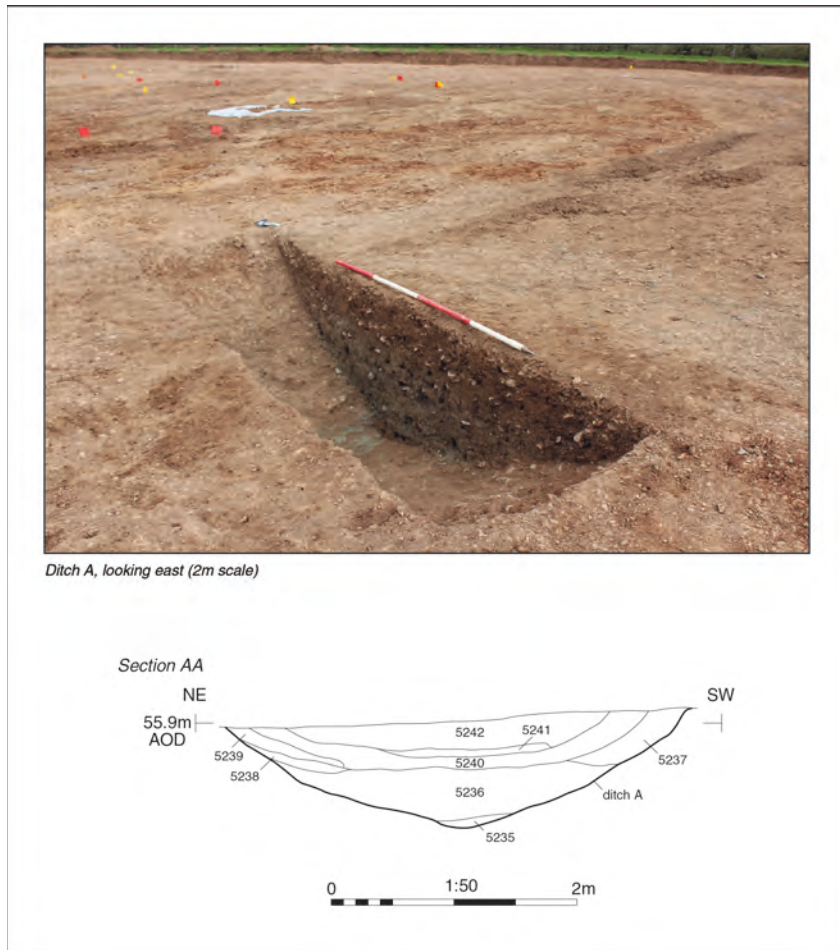 Ditch A, looking east (2m scale)
Section AA
NE
SW
55.9m
AOD
5242
5241
5239
5240
5237
5238
5236
ditch A
5235
0
1:50
2m